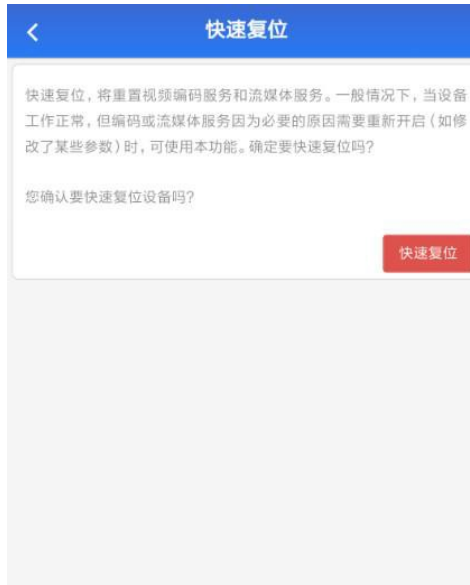 快速复位
快速复位，将重置视频编码服务和流媒体服务。一般情况下，当设备
工作正常，但编码或流媒体服务因为必要的原因需要重新开启（如修
改了某些参数）时，可使用本功能。确定要快速复位吗？
您确认要快速复位设备吗？
快速复位